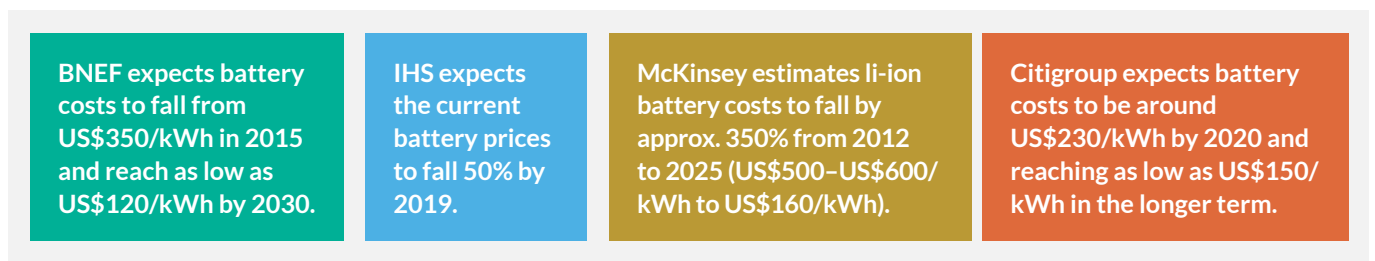 BNEF expects battery
costs to fall from
US$350/kWh in 2015
and reach as low as
US$120/kWh by 2030.
IHS expects
the current
battery prices
to fall 50% by
2019.
McKinsey estimates li-ion
battery costs to fall by
approx. 350% from 2012
to 2025 (US$500–US$600/
kWh to US$160/kWh).
Citigroup expects battery
costs to be around
US$230/kWh by 2020 and
reaching as low as US$150/
kWh in the longer term.